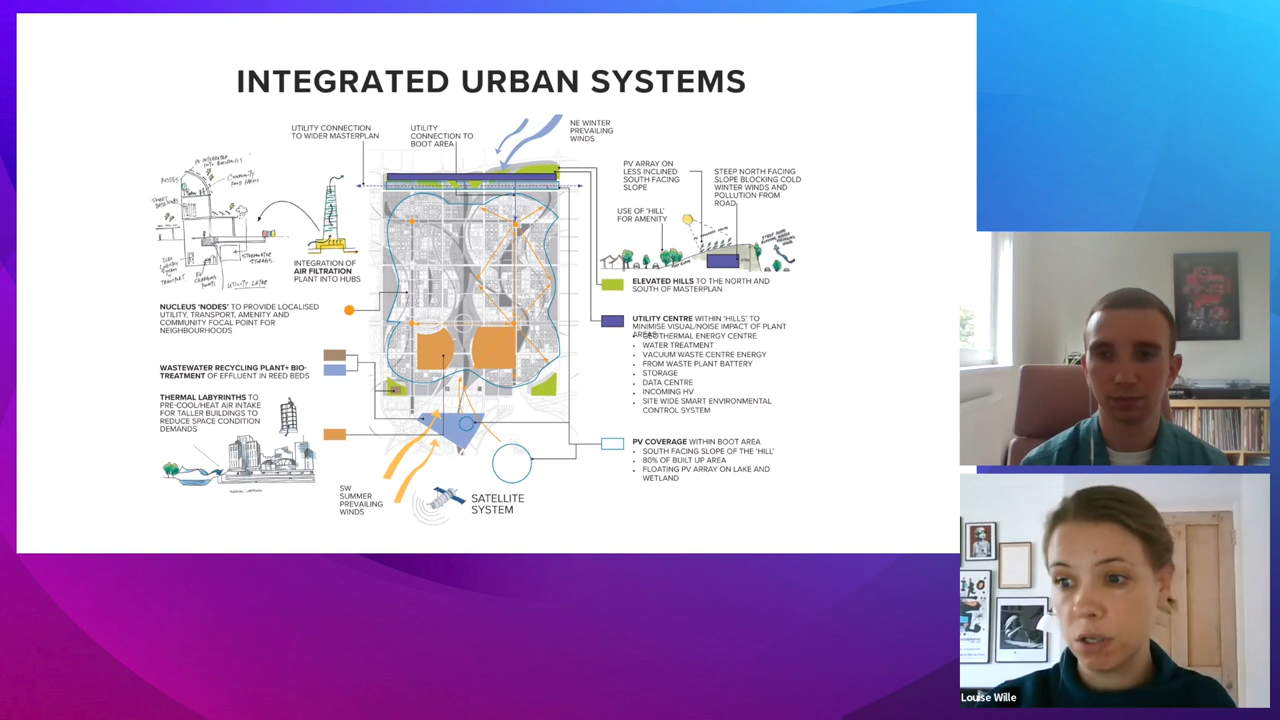 INTEGRATED URBAN SYSTEMS
UTILITY CONNECTION
TO WIDER MASTERPLAN
UTILITY
CONNECTION TO
BOOT AREA
NE WINTER
PREVAILING
WINDS
PV ARRAY ON
LESS INCLINED
SOUTH FACING
SLOPE
STEEP NORTH FACING
SLOPE BLOCKING COLD
WINTER WINDS AND
POLLUTION FROM
ROAD
USE OF 'HILL'
FOR AMENITY
NODES
COMMUNITY
UTILITY LAYER
INTEGRATION OF
AIR FILTRATION
PLANT INTO HUBS
NUCLEUS 'NODES' TO PROVIDE LOCALISED
UTILITY, TRANSPORT, AMENITY AND
COMMUNITY FOCAL POINT FOR
NEIGHBOURHOODS
WASTEWATER RECYCLING PLANT+ BIO-
TREATMENT OF EFFLUENT IN REED BEDS
THERMAL LABYRINTHS TO
PRE-COOL/HEAT AIR INTAKE
FOR TALLER BUILDINGS TO
REDUCE SPACE CONDITION
DEMANDS
SW
SUMMER
PREVAILING
WINDS
SATELLITE
SYSTEM
ELEVATED HILLS TO THE NORTH AND
SOUTH OF MASTERPLAN
UTILITY CENTRE WITHIN 'HILLS' TO
MINIMISE VISUAL/NOISE IMPACT OF PLANT
AREAS
• GEOTHERMAL ENERGY CENTRE
• WATER TREATMENT
• VACUUM WASTE CENTRE ENERGY
• FROM WASTE PLANT BATTERY
• STORAGE
• DATA CENTRE
• INCOMING HV
• SITE WIDE SMART ENVIRONMENTAL
CONTROL SYSTEM
PV COVERAGE WITHIN BOOT AREA
• SOUTH FACING SLOPE OF THE 'HILL'
• 80% OF BUILT UP AREA
• FLOATING PV ARRAY ON LAKE AND
WETLAND
Louise Wille